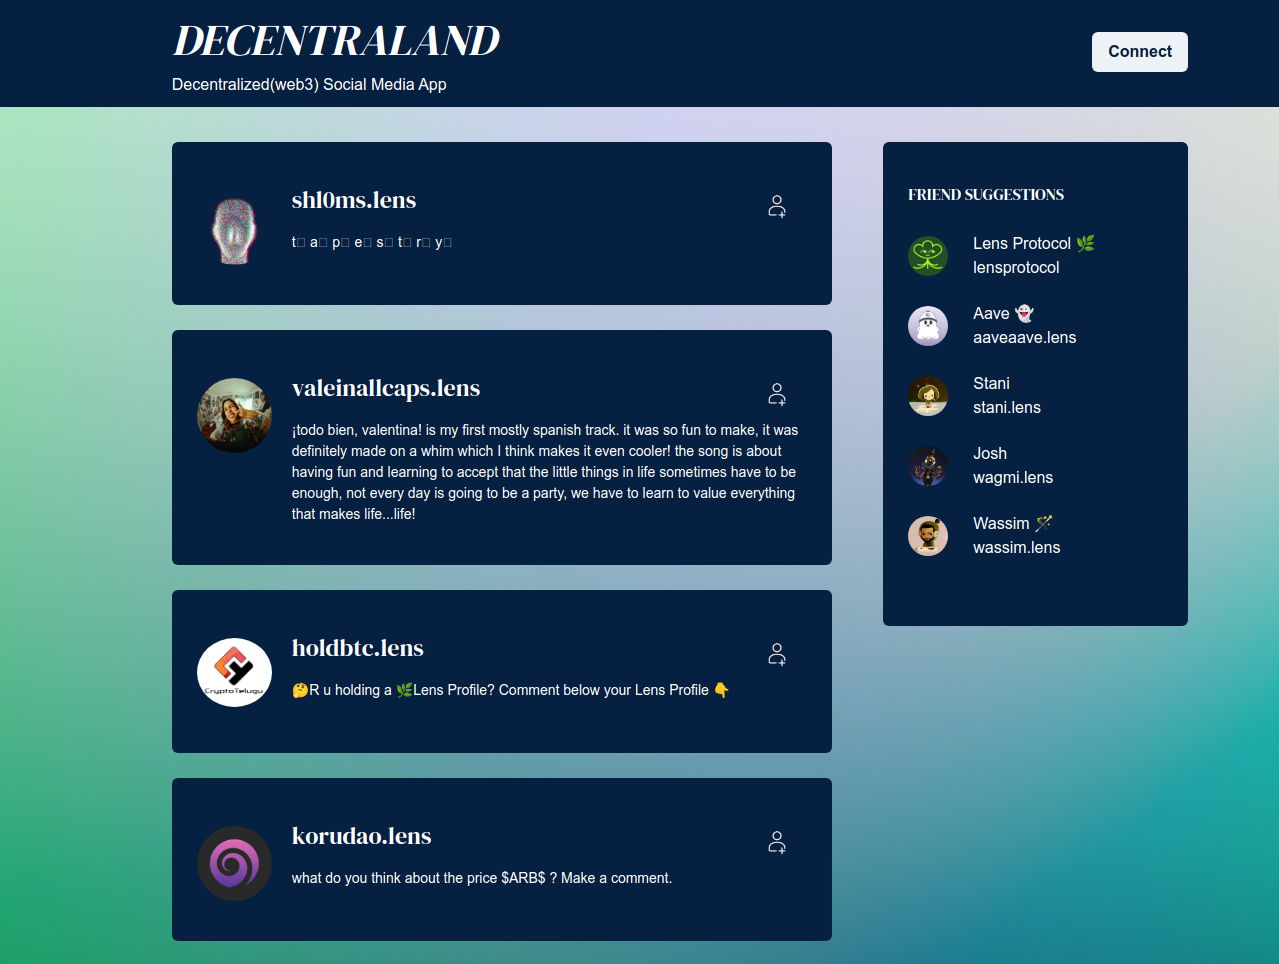 DECENTRALAND
Decentralized(web3) Social Media App
Connect
shl0ms.lens
t□ a□ p□ e□ s□ t□ r□ y□
valeinallcaps.lens
¡todo bien, valentina! is my first mostly spanish track. it was so fun to make, it was
definitely made on a whim which I think makes it even cooler! the song is about
having fun and learning to accept that the little things in life sometimes have to be
enough, not every day is going to be a party, we have to learn to value everything
that makes life...life!
CryptoTelugu
holdbtc.lens
🤔R u holding a 🌿Lens Profile? Comment below your Lens Profile 👇
korudao.lens
what do you think about the price $ARB$ ? Make a comment.
FRIEND SUGGESTIONS
Lens Protocol 🌿
lensprotocol
Aave 👻
aaveaave.lens
Stani
stani.lens
Josh
wagmi.lens
Wassim 🪄
wassim.lens